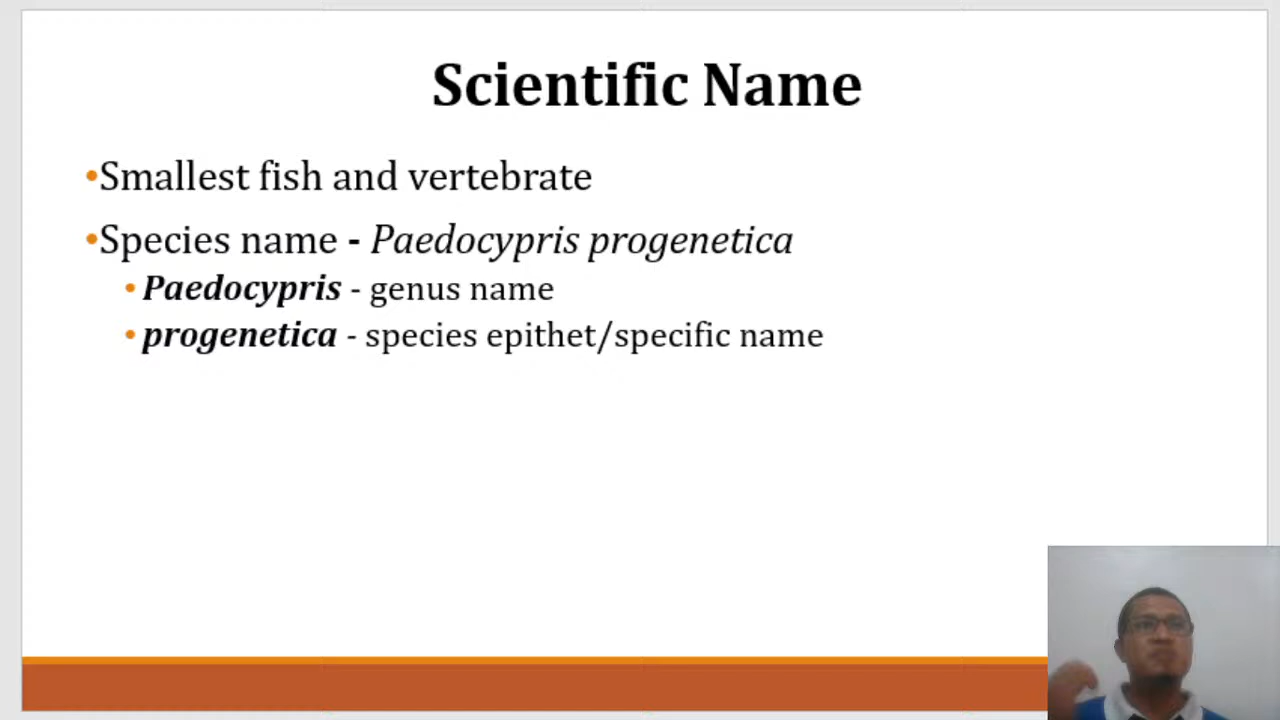 Scientific Name
•Smallest fish and vertebrate
•Species name - Paedocypris progenetica
• Paedocypris - genus name
• progenetica - species epithet/specific name